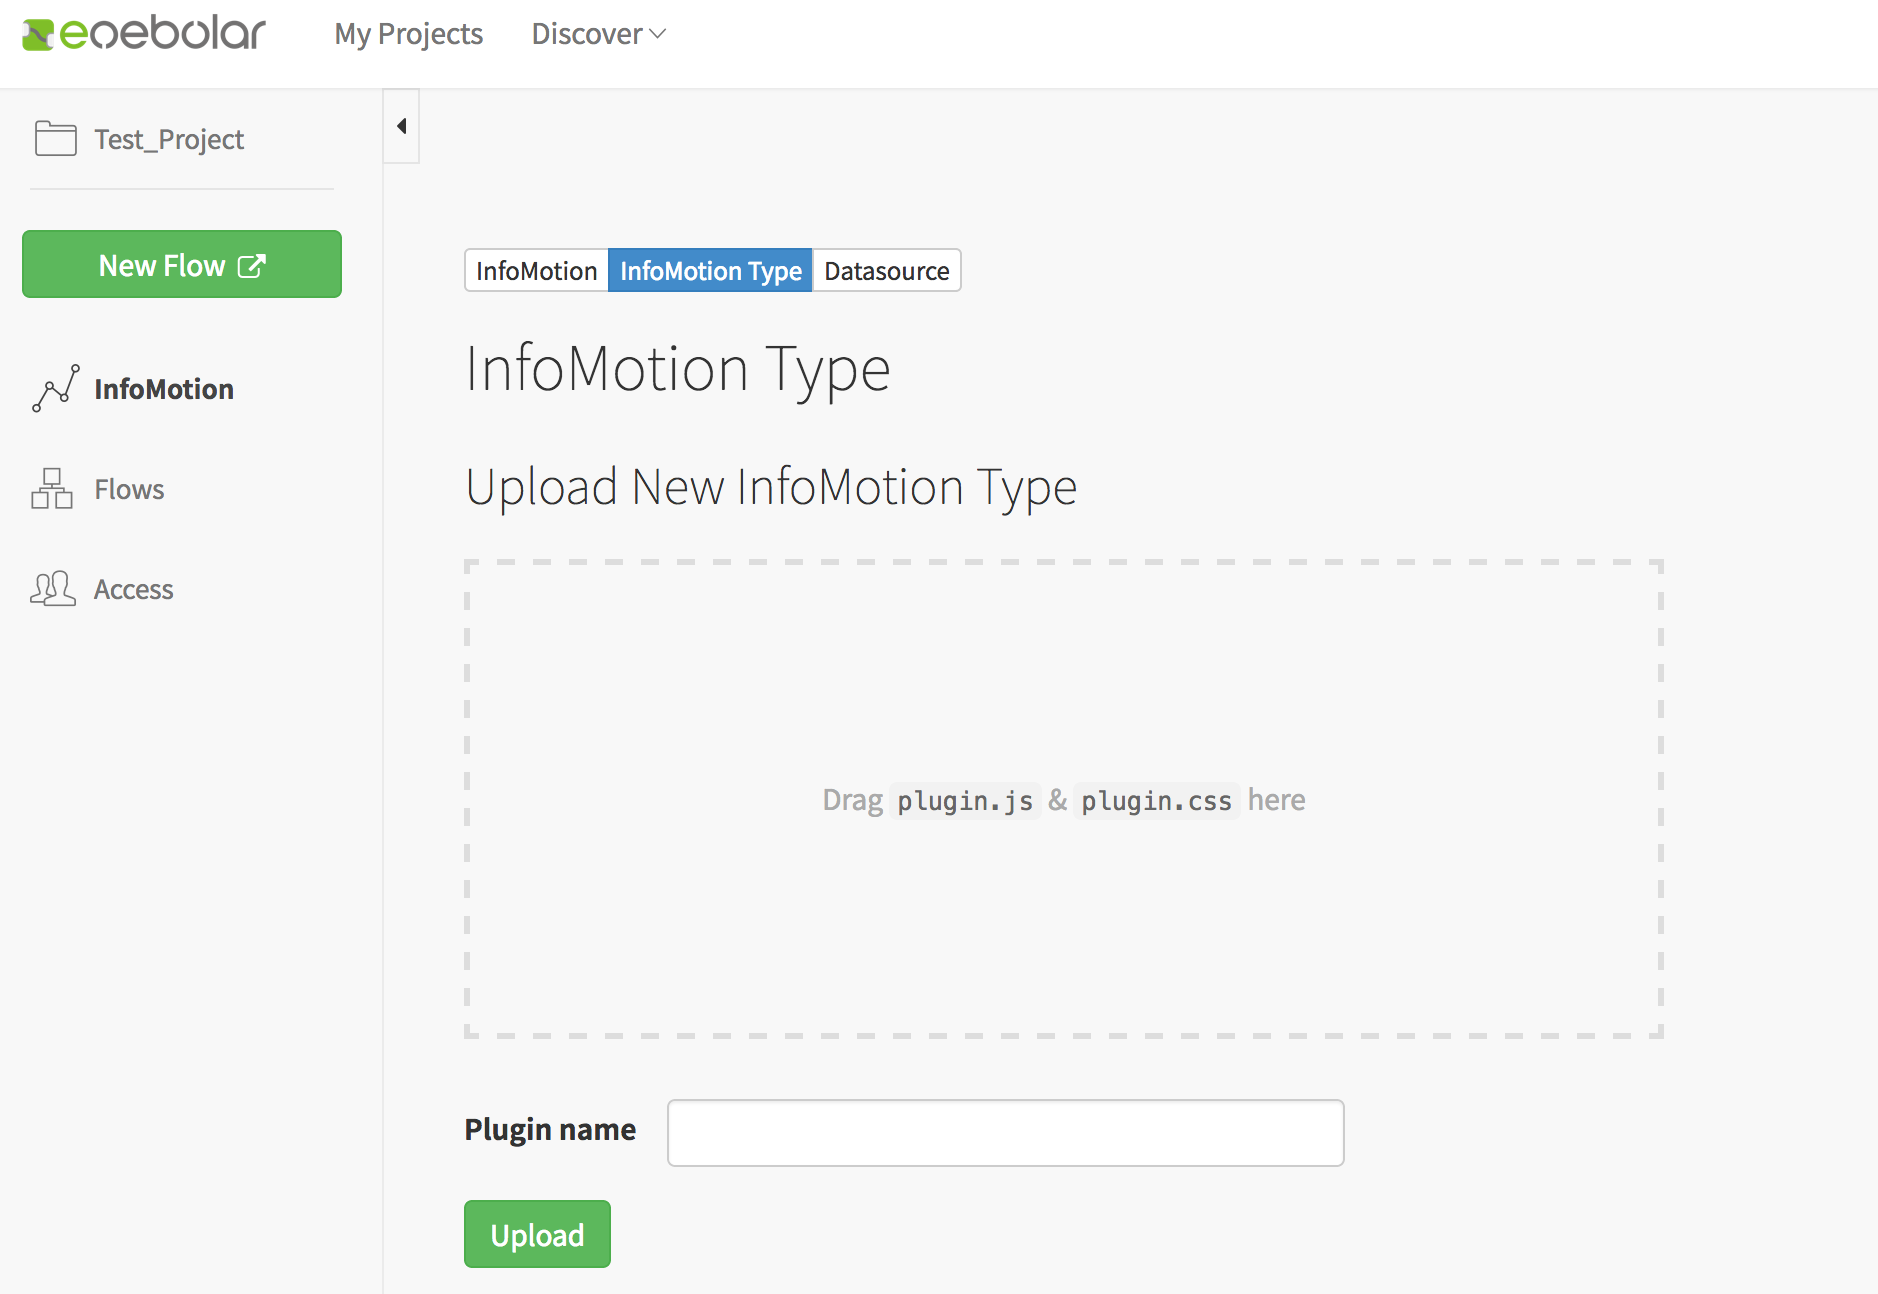 enebular
My Projects
Discover
Test_Project
New Flow
InfoMotion
Flows
Access
InfoMotion
InfoMotion Type
Datasource
InfoMotion Type
Upload New InfoMotion Type
Drag plugin.js & plugin.css here
Plugin name
Upload